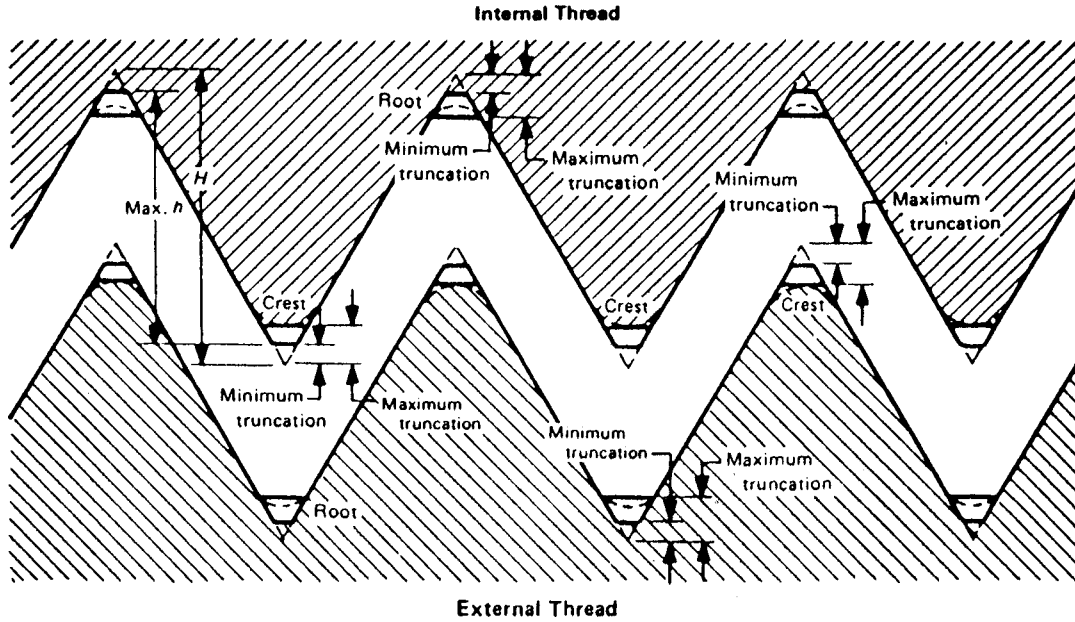 Internal Thread
Root
Minimum
truncation
Maximum
truncation
Minimum
truncation
Maximum
truncation
H
Max. h
Crest
Crest
Crest
Minimum
truncation
Maximum
truncation
Minimum
truncation
Maximum
truncation
Root
External Thread